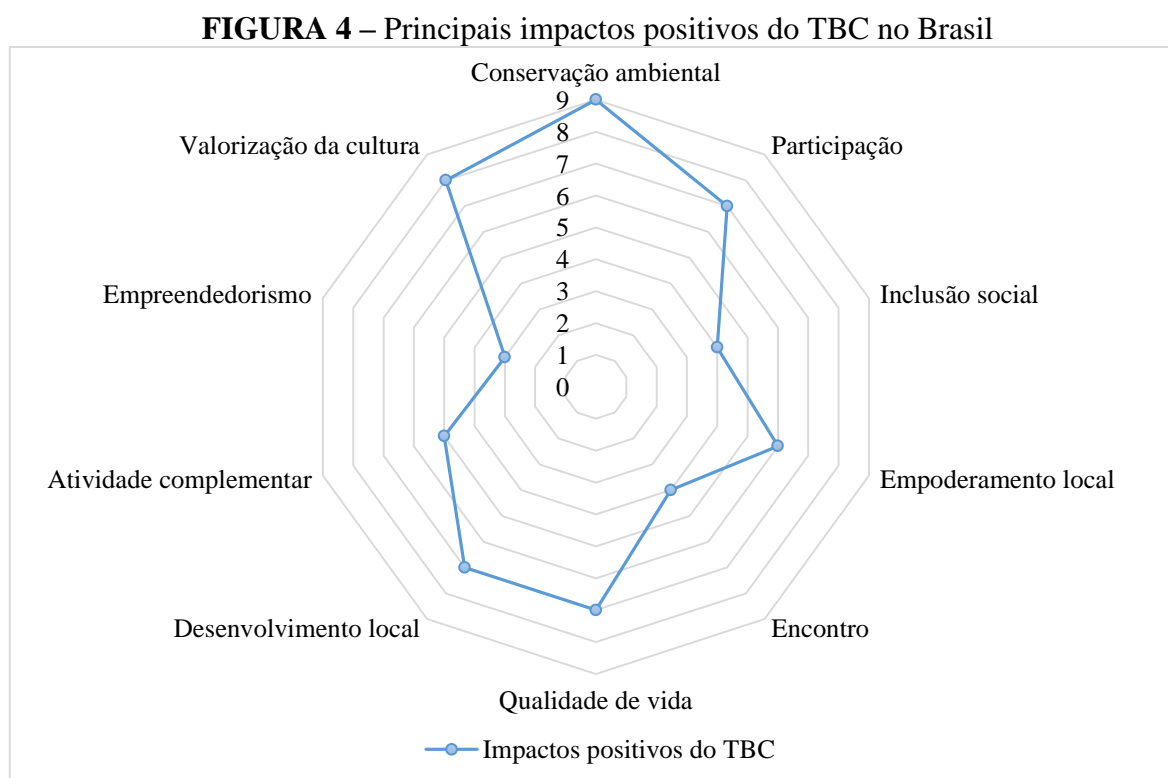 FIGURA 4 – Principais impactos positivos do TBC no Brasil
Conservação ambiental
9
Valorização da cultura
8
Participação
7
6
5
4
Empreendedorismo
3
Inclusão social
2
1
0
Atividade complementar
Empoderamento local
Desenvolvimento local
Encontro
Qualidade de vida
Impactos positivos do TBC